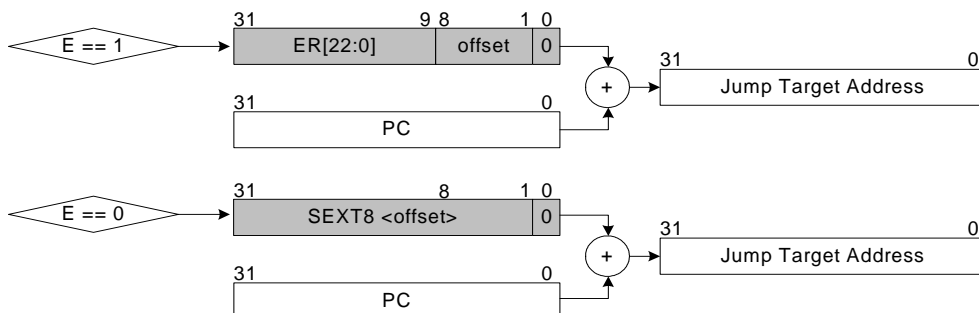 31 9 8 1 0
E == 1 ER[22:0] offset 0
31 0
+ Jump Target Address
31 0
PC
31 8 1 0
E == 0 SEXT8 <offset> 0
31 0
+ Jump Target Address
31 0
PC